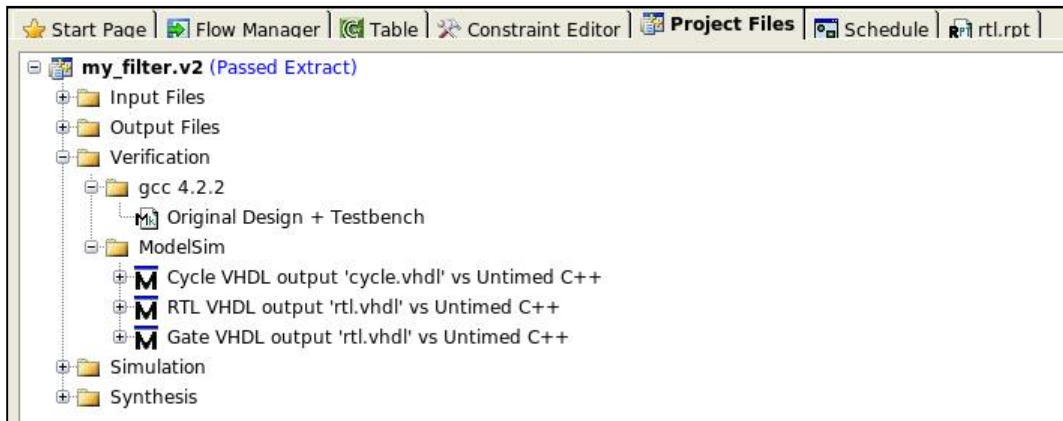 Start Page Flow Manager Table Constraint Editor Project Files Schedule RPT rtl.rpt
my_filter.v2 (Passed Extract)
Input Files
Output Files
Verification
gcc 4.2.2
Mk Original Design + Testbench
ModelSim
M Cycle VHDL output 'cycle.vhdl' vs Untimed C++
M RTL VHDL output 'rtl.vhdl' vs Untimed C++
M Gate VHDL output 'rtl.vhdl' vs Untimed C++
Simulation
Synthesis